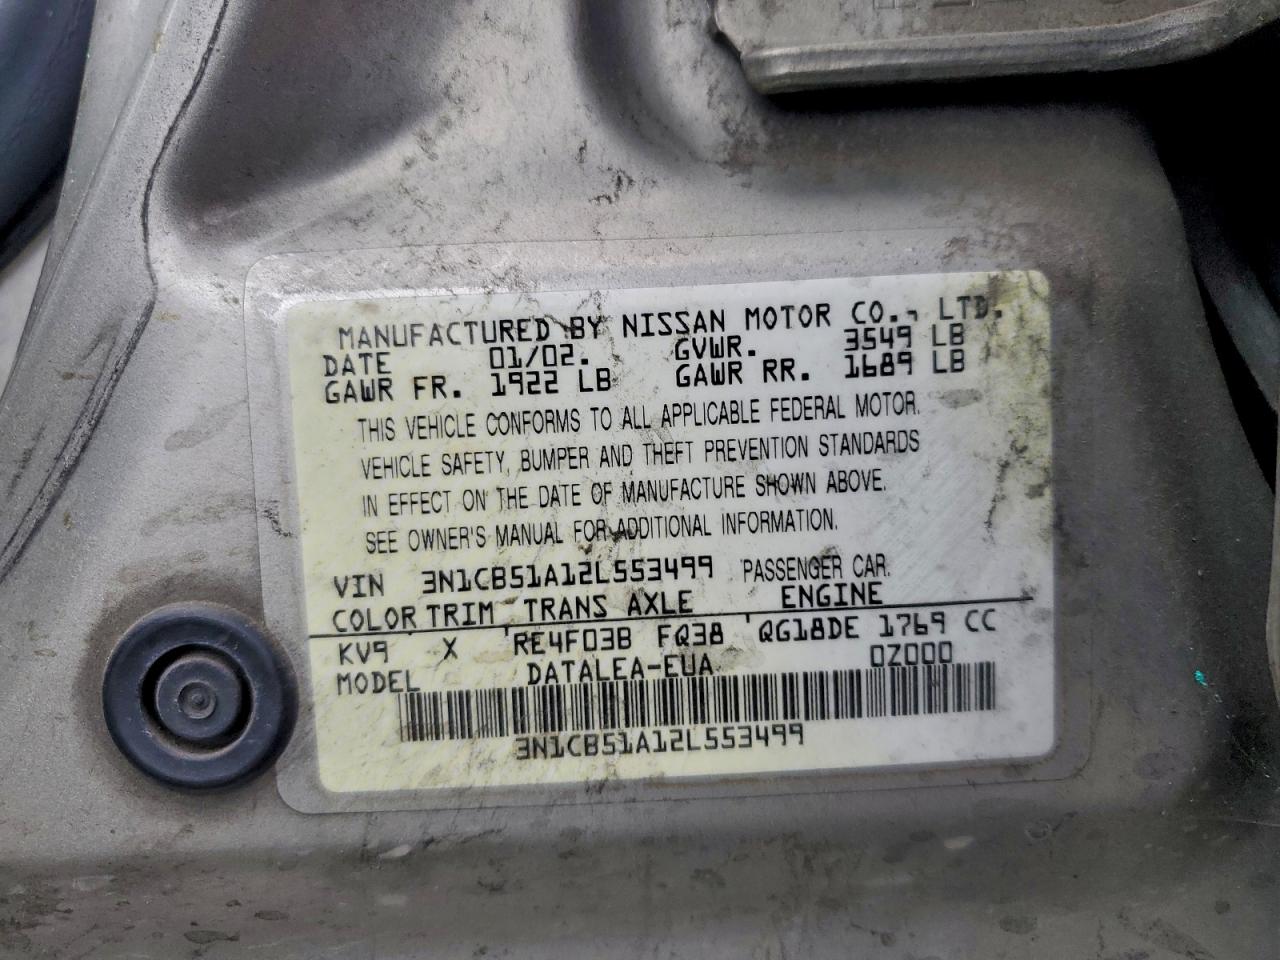 MANUFACTURED BY NISSAN MOTOR CO., LTD.
DATE 01/02. GVWR. 3549 LB
GAWR FR. 1922 LB GAWR RR. 1689 LB
THIS VEHICLE CONFORMS TO ALL APPLICABLE FEDERAL MOTOR.
VEHICLE SAFETY, BUMPER AND THEFT PREVENTION STANDARDS
IN EFFECT ON THE DATE OF MANUFACTURE SHOWN ABOVE.
SEE OWNER'S MANUAL FOR ADDITIONAL INFORMATION.
VIN 3N1CB51A12L553499 PASSENGER CAR.
COLOR TRIM TRANS AXLE ENGINE
KV9 X RE4F03B FQ38 QG18DE 1769 CC
MODEL DATALEA-EUA 0Z000
3N1CB51A12L553499